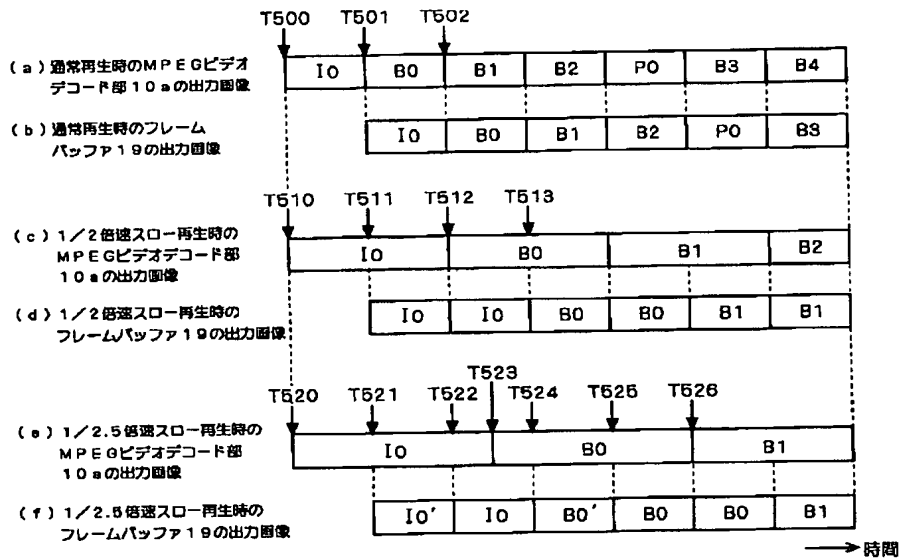 T500 T501 T502
(a) 通常再生時のMPEGビデオ
デコード部10aの出力画像
I0 B0 B1 B2 P0 B3 B4
(b) 通常再生時のフレーム
バッファ19の出力画像
I0 B0 B1 B2 P0 B3
T510 T511 T512 T513
(c) 1/2倍速スロー再生時の
MPEGビデオデコード部
10aの出力画像
I0 B0 B1 B2
(d) 1/2倍速スロー再生時の
フレームバッファ19の出力画像
I0 I0 B0 B0 B1 B1
T523
T520 T521 T522 T524 T525 T526
(e) 1/2.5倍速スロー再生時の
MPEGビデオデコード部
10aの出力画像
I0 B0 B1
(f) 1/2.5倍速スロー再生時の
フレームバッファ19の出力画像
I0' I0 B0' B0 B0 B1
時間